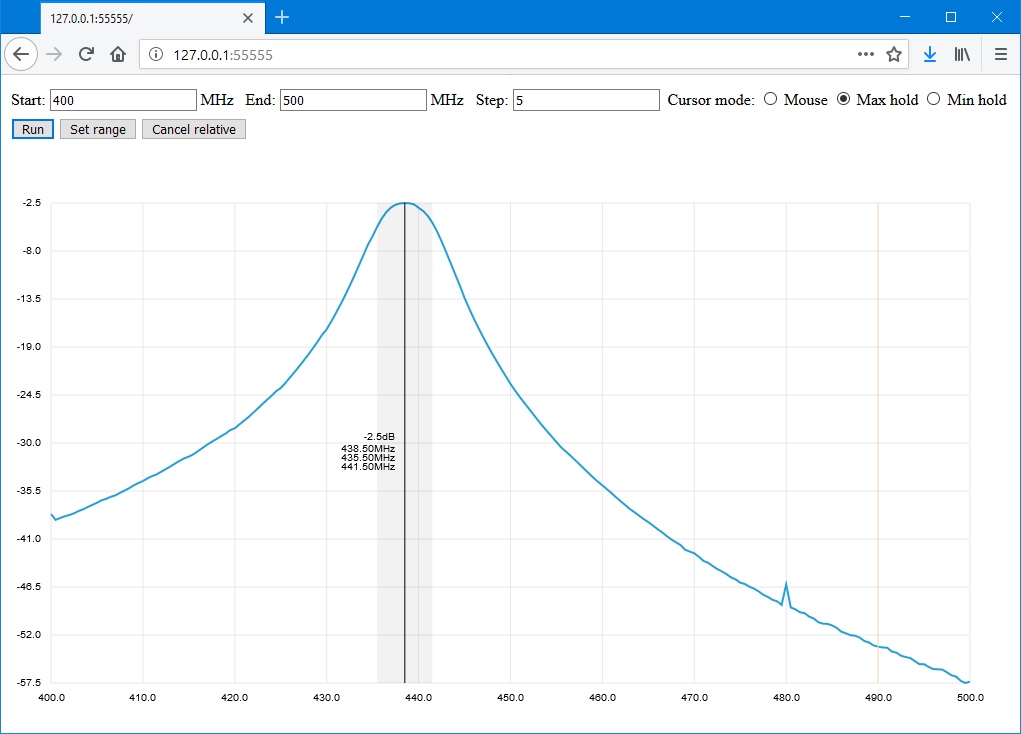 127.0.0.1:55555/
127.0.0.1:55555
Start: 400 MHz End: 500 MHz Step: 5 Cursor mode: Mouse Max hold Min hold
Run Set range Cancel relative
-2.5
-8.0
-13.5
-19.0
-24.5
-30.0
-35.5
-41.0
-46.5
-52.0
-57.5
-2.5dB
438.50MHz
435.50MHz
441.50MHz
400.0 410.0 420.0 430.0 440.0 450.0 460.0 470.0 480.0 490.0 500.0